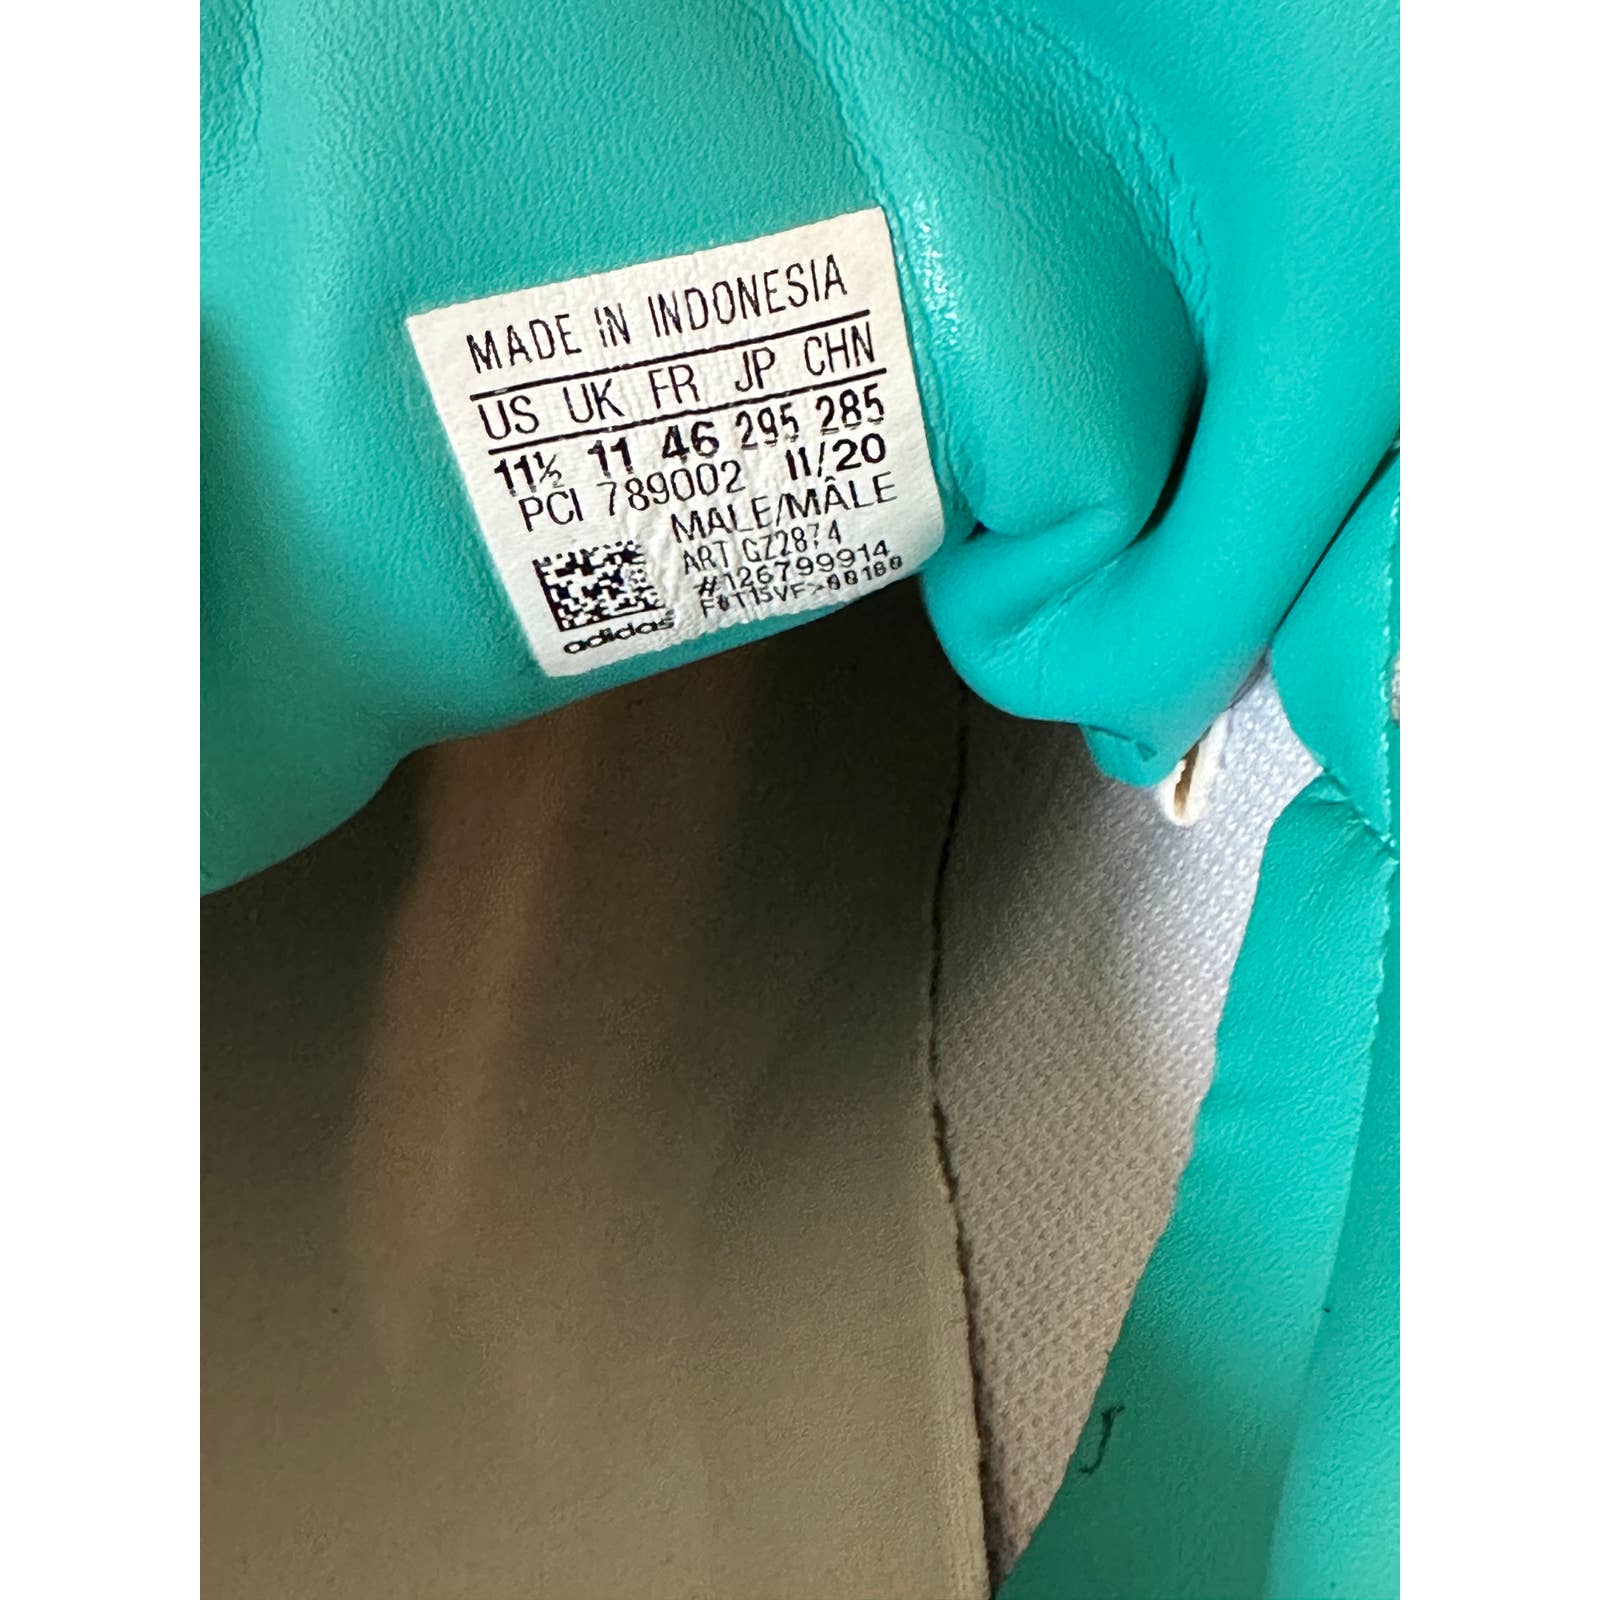 MADE IN INDONESIA
US UK FR JP CHN
11½ 11 46 295 285
PCI 789002 11/20
MALE/MÂLE
ART GZ2874
#126799914
adidas